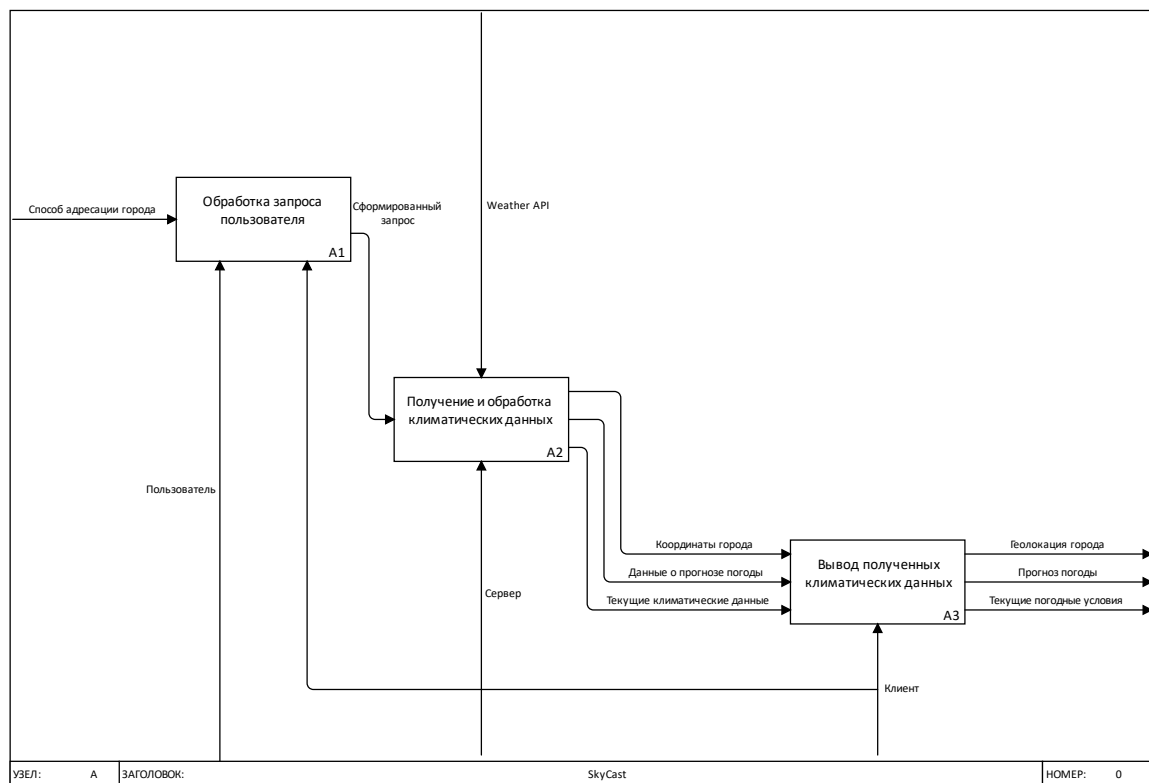 Способ адресации города
Обработка запроса
пользователя
A1
Сформированный
запрос
Weather API
Получение и обработка
климатических данных
A2
Пользователь
Сервер
Координаты города
Данные о прогнозе погоды
Текущие климатические данные
Вывод полученных
климатических данных
A3
Геолокация города
Прогноз погоды
Текущие погодные условия
Клиент
УЗЕЛ: A ЗАГОЛОВОК: SkyCast НОМЕР: 0